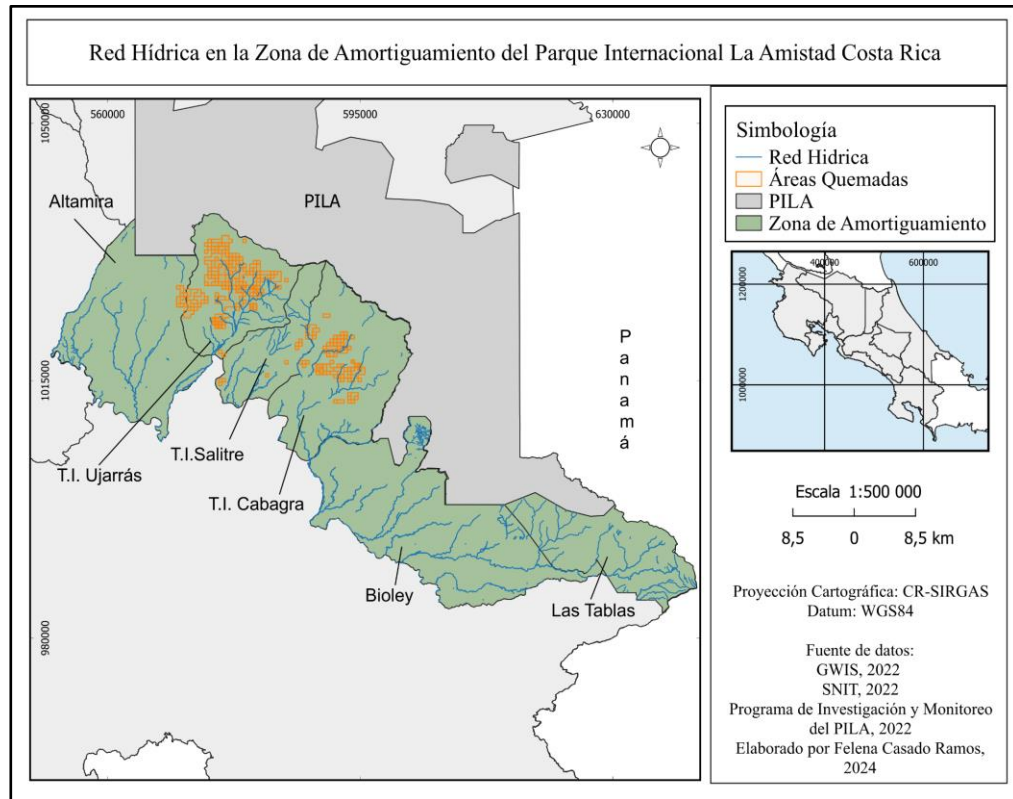 Red Hídrica en la Zona de Amortiguamiento del Parque Internacional La Amistad Costa Rica
560000
595000
630000
1050000
1015000
980000
Altamira
PILA
Panamá
T.I. Ujarrás
T.I.Salitre
T.I. Cabagra
Bioley
Las Tablas
Simbología
Red Hídrica
Áreas Quemadas
PILA
Zona de Amortiguamiento
400000
600000
1200000
1000000
Escala 1:500 000
8,5 0 8,5 km
Proyección Cartográfica: CR-SIRGAS
Datum: WGS84
Fuente de datos:
GWIS, 2022
SNIT, 2022
Programa de Investigación y Monitoreo
del PILA, 2022
Elaborado por Felena Casado Ramos,
2024